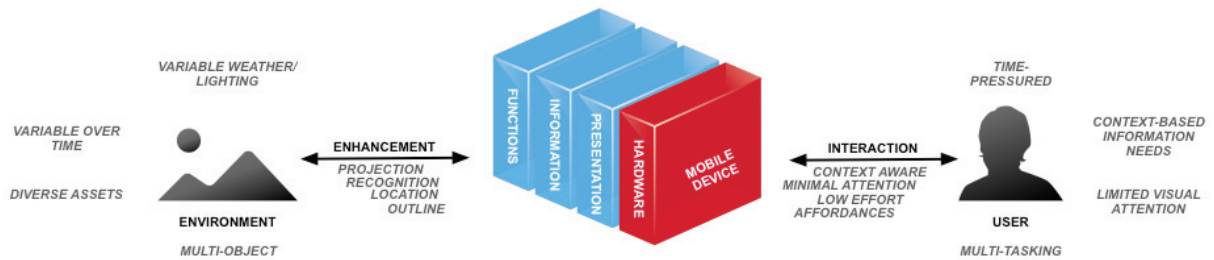 VARIABLE WEATHER/
LIGHTING
VARIABLE OVER
TIME
DIVERSE ASSETS
ENVIRONMENT
MULTI-OBJECT
ENHANCEMENT
PROJECTION
RECOGNITION
LOCATION
OUTLINE
FUNCTIONS
INFORMATION
PRESENTATION
HARDWARE
MOBILE
DEVICE
INTERACTION
CONTEXT AWARE
MINIMAL ATTENTION
LOW EFFORT
AFFORDANCES
TIME-
PRESSURED
CONTEXT-BASED
INFORMATION
NEEDS
LIMITED VISUAL
ATTENTION
USER
MULTI-TASKING